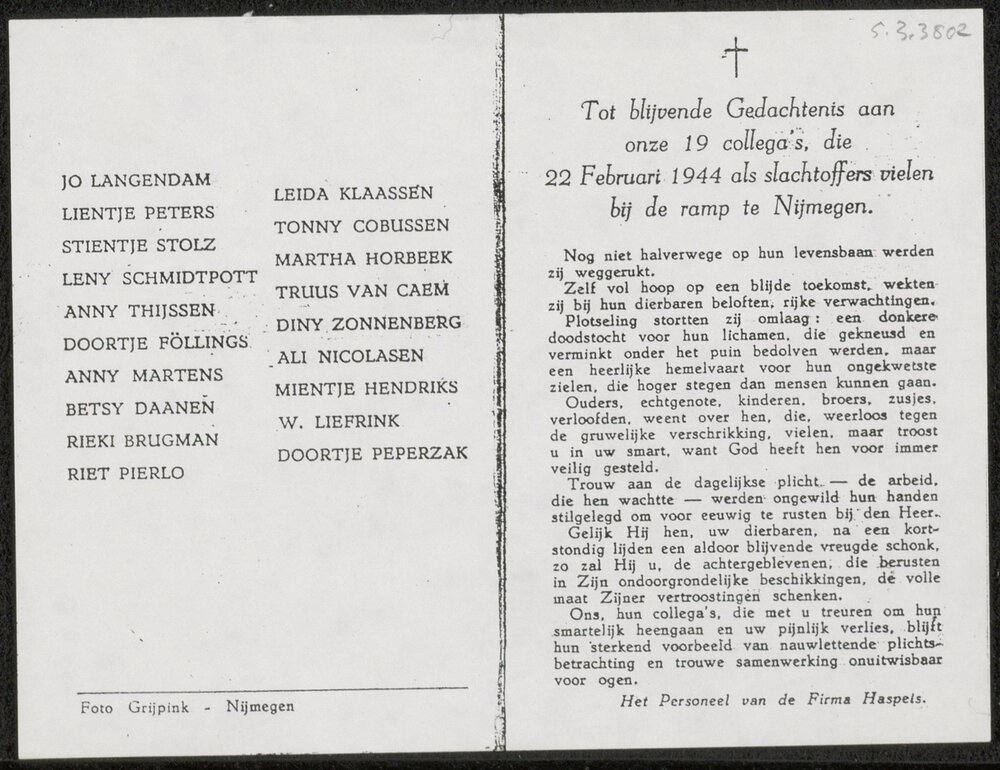 JO LANGENDAM
LIENTJE PETERS
STIENTJE STOLZ
LENY SCHMIDTPOTT
ANNY THIJSSEN
DOORTJE FÖLLINGS
ANNY MARTENS
BETSY DAANEN
RIEKI BRUGMAN
RIET PIERLO
LEIDA KLAASSEN
TONNY COBUSSEN
MARTHA HORBEEK
TRUUS VAN CAEM
DINY ZONNENBERG
ALI NICOLASEN
MIENTJE HENDRIKS
W. LIEFRINK
DOORTJE PEPERZAK
Foto Grijpink - Nijmegen
5.3.3802
Tot blijvende Gedachtenis aan
onze 19 collega's, die
22 Februari 1944 als slachtoffers vielen
bij de ramp te Nijmegen.
Nog niet halverwege op hun levensbaan werden
zij weggerukt.
Zelf vol hoop op een blijde toekomst, wekten
zij bij hun dierbaren beloften, rijke verwachtingen.
Plotseling stortten zij omlaag: een donkere
doodstocht voor hun lichamen, die gekneusd en
verminkt onder het puin bedolven werden, maar
een heerlijke hemelvaart voor hun ongekwetste
zielen, die hoger stegen dan mensen kunnen gaan.
Ouders, echtgenote, kinderen, broers, zusjes,
verloofden, weent over hen, die, weerloos tegen
de gruwelijke verschrikking, vielen, maar troost
u in uw smart, want God heeft hen voor immer
veilig gesteld.
Trouw aan de dagelijkse plicht — de arbeid,
die hen wachtte — werden ongewild hun handen
stilgelegd om voor eeuwig te rusten bij den Heer.
Gelijk Hij hen, uw dierbaren, na een kort-
stondig lijden een aldoor blijvende vreugde schonk,
zo zal Hij u, de achtergeblevenen, die berusten
in Zijn ondoorgrondelijke beschikkingen, de volle
maat Zijner vertroostingen schenken.
Ons, hun collega's, die met u treuren om hun
smartelijk heengaan en uw pijnlijk verlies, blijft
hun sterkend voorbeeld van nauwlettende plichts-
betrachting en trouwe samenwerking onuitwisbaar
voor ogen.
Het Personeel van de Firma Haspels.